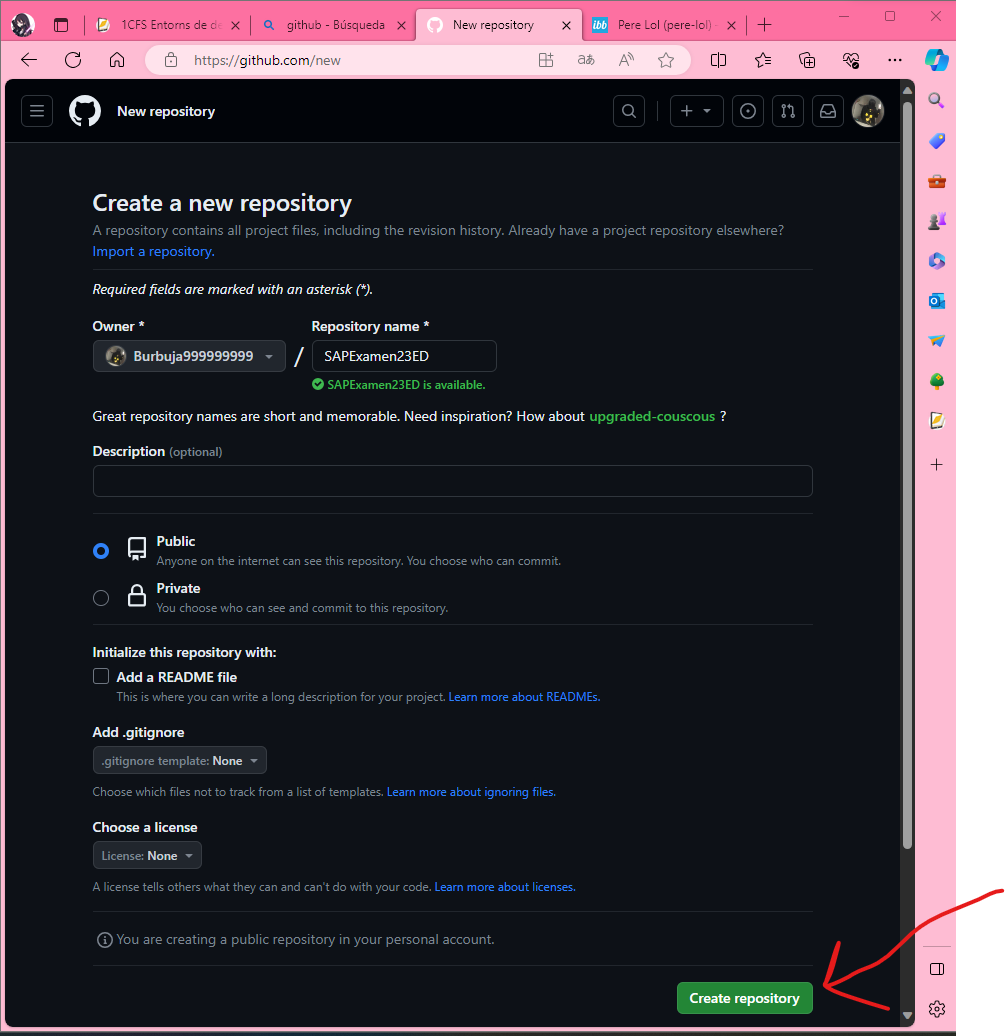 1CFS Entorns de de
github - Búsqueda
New repository
ibb
Pere Lol (pere-lol) -
https://github.com/new
New repository
Create a new repository
A repository contains all project files, including the revision history. Already have a project repository elsewhere?
Import a repository.
Required fields are marked with an asterisk (*).
Owner *
Repository name *
Burbuja999999999
/
SAPExamen23ED
SAPExamen23ED is available.
Great repository names are short and memorable. Need inspiration? How about upgraded-couscous ?
Description (optional)
Public
Anyone on the internet can see this repository. You choose who can commit.
Private
You choose who can see and commit to this repository.
Initialize this repository with:
Add a README file
This is where you can write a long description for your project. Learn more about READMEs.
Add .gitignore
.gitignore template: None
Choose which files not to track from a list of templates. Learn more about ignoring files.
Choose a license
License: None
A license tells others what they can and can't do with your code. Learn more about licenses.
You are creating a public repository in your personal account.
Create repository